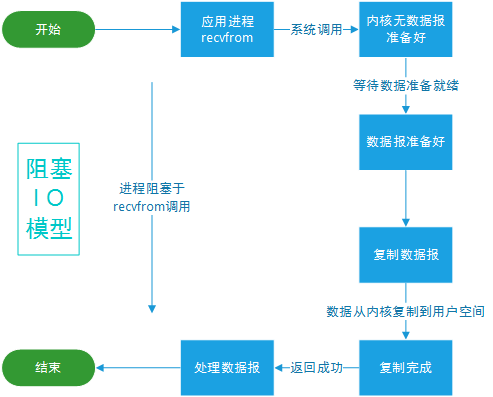 开始
应用进程
recvfrom
系统调用
内核无数据报
准备好
等待数据准备就绪
数据报准备好
阻塞
IO
模型
进程阻塞于
recvfrom调用
复制数据报
数据从内核复制到用户空间
结束
处理数据报
返回成功
复制完成